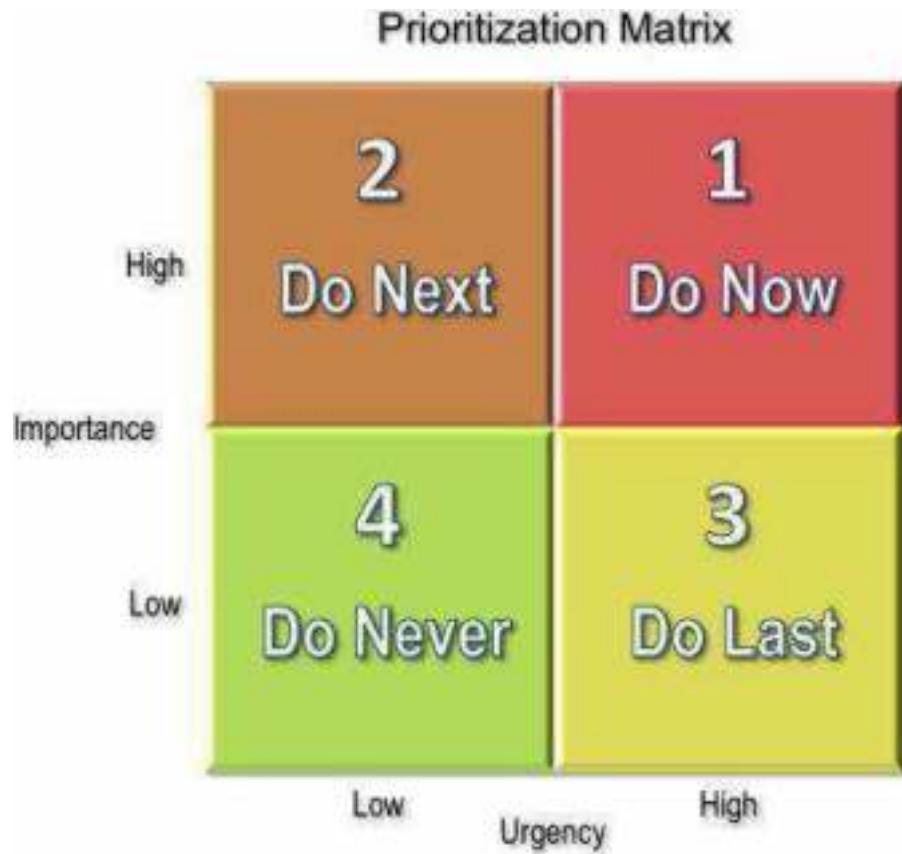 Prioritization Matrix
2
1
High
Do Next
Do Now
Importance
4
3
Low
Do Never
Do Last
Low
High
Urgency